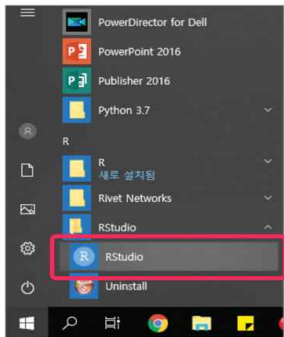 PowerDirector for Dell
PowerPoint 2016
Publisher 2016
Python 3.7
R
R
새로 설치됨
Rivet Networks
RStudio
RStudio
Uninstall